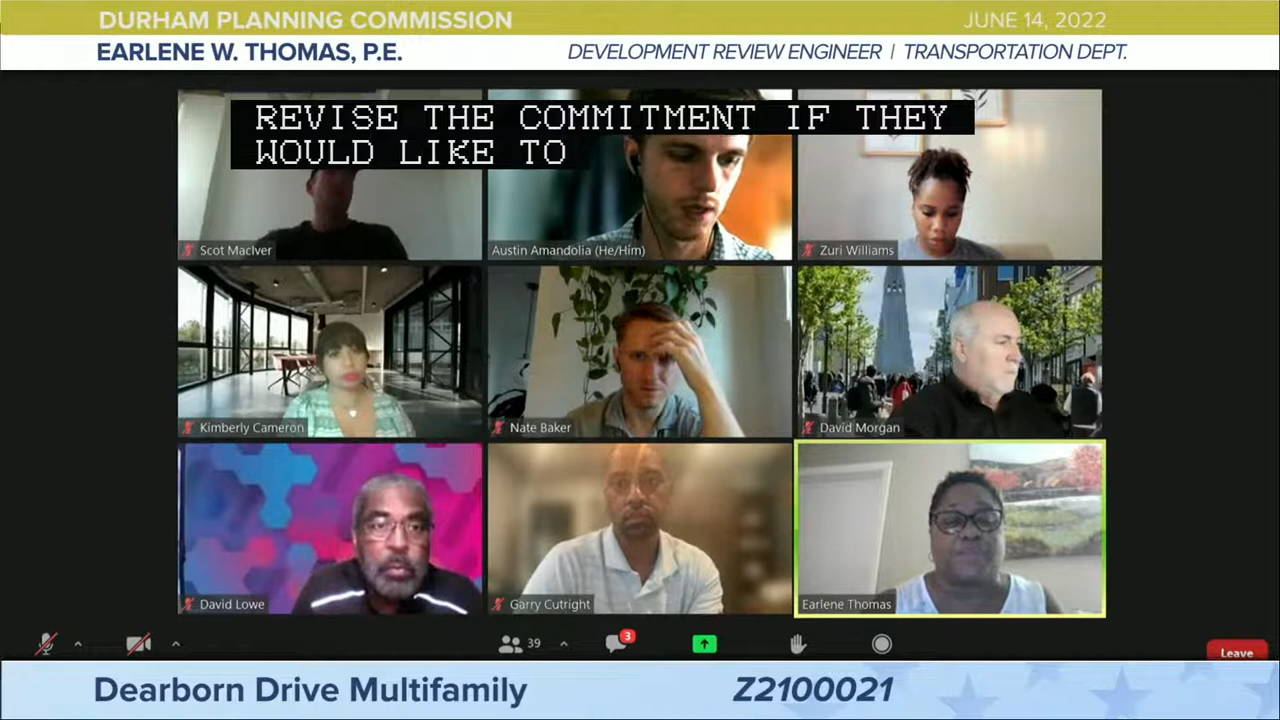 DURHAM PLANNING COMMISSION
JUNE 14, 2022
EARLENE W. THOMAS, P.E.
DEVELOPMENT REVIEW ENGINEER | TRANSPORTATION DEPT.
REVISE THE COMMITMENT IF THEY
WOULD LIKE TO
Scot MacIver
Austin Amandolia (He/Him)
Zuri Williams
Kimberly Cameron
Nate Baker
David Morgan
David Lowe
Garry Cutright
Earlene Thomas
39
3
Leave
Dearborn Drive Multifamily
Z2100021